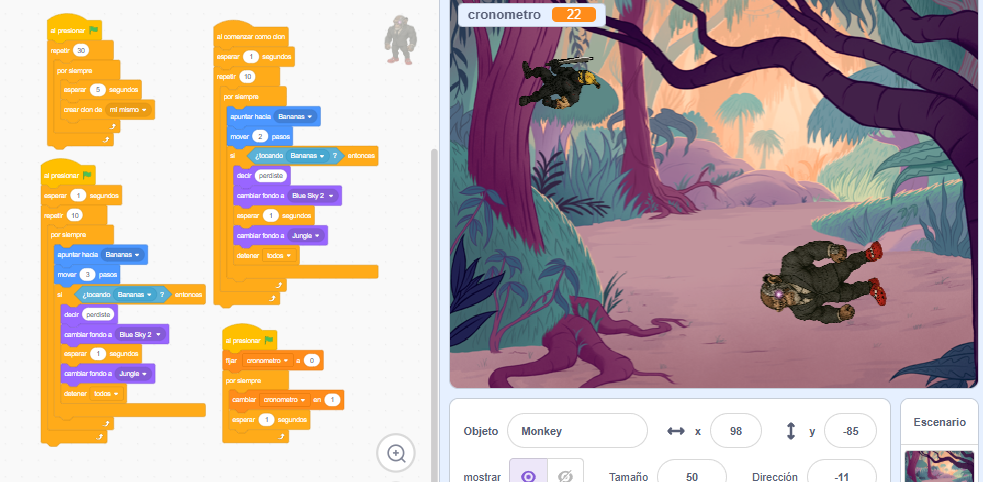 al presionar
repetir 30
por siempre
esperar 5 segundos
crear clon de mí mismo
al presionar
esperar 1 segundos
repetir 10
por siempre
apuntar hacia Bananas
mover 3 pasos
si ¿tocando Bananas ? entonces
decir perdiste
cambiar fondo a Blue Sky 2
esperar 1 segundos
cambiar fondo a Jungle
detener todos
al comenzar como clon
esperar 1 segundos
repetir 10
por siempre
apuntar hacia Bananas
mover 2 pasos
si ¿tocando Bananas ? entonces
decir perdiste
cambiar fondo a Blue Sky 2
esperar 1 segundos
cambiar fondo a Jungle
detener todos
al presionar
fijar cronometro a 0
por siempre
cambiar cronometro en 1
esperar 1 segundos
cronometro 22
Objeto Monkey x 98 y -85
mostrar Tamaño 50 Dirección -11
Escenario